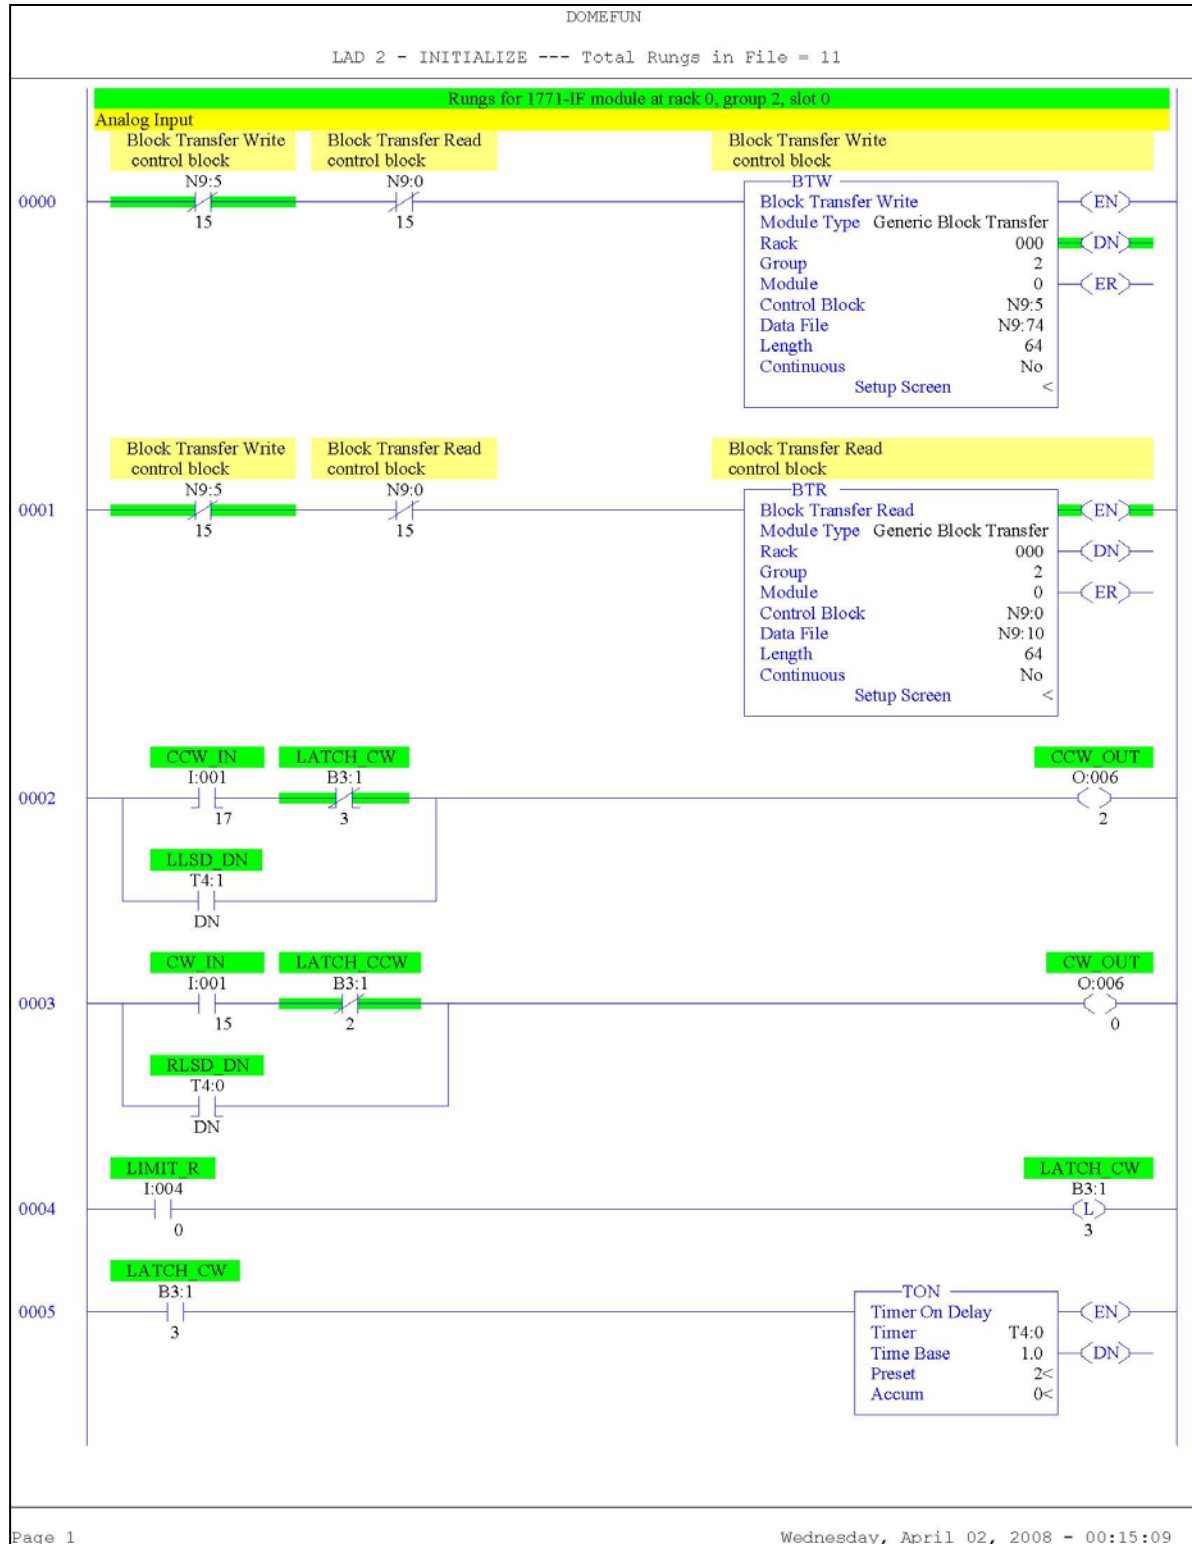 DOMEFUN
LAD 2 - INITIALIZE --- Total Rungs in File = 11
Rungs for 1771-IF module at rack 0, group 2, slot 0
Analog Input
Block Transfer Write control block
Block Transfer Read control block
Block Transfer Write control block
0000
N9:5
15
N9:0
15
BTW
Block Transfer Write
Module Type Generic Block Transfer
Rack 000
Group 2
Module 0
Control Block N9:5
Data File N9:74
Length 64
Continuous No
Setup Screen <
EN
DN
ER
Block Transfer Write control block
Block Transfer Read control block
Block Transfer Read control block
0001
N9:5
15
N9:0
15
BTR
Block Transfer Read
Module Type Generic Block Transfer
Rack 000
Group 2
Module 0
Control Block N9:0
Data File N9:10
Length 64
Continuous No
Setup Screen <
EN
DN
ER
CCW_IN LATCH_CW CCW_OUT
I:001 B3:1 O:006
0002
17 3 2
LLSD_DN
T4:1
DN
CW_IN LATCH_CCW CW_OUT
I:001 B3:1 O:006
0003
15 2 0
RLSD_DN
T4:0
DN
LIMIT_R LATCH_CW
I:004 B3:1
0004 L
0 3
LATCH_CW
B3:1
0005
3
TON
Timer On Delay
Timer T4:0
Time Base 1.0
Preset 2<
Accum 0<
EN
DN
Page 1 Wednesday, April 02, 2008 - 00:15:09